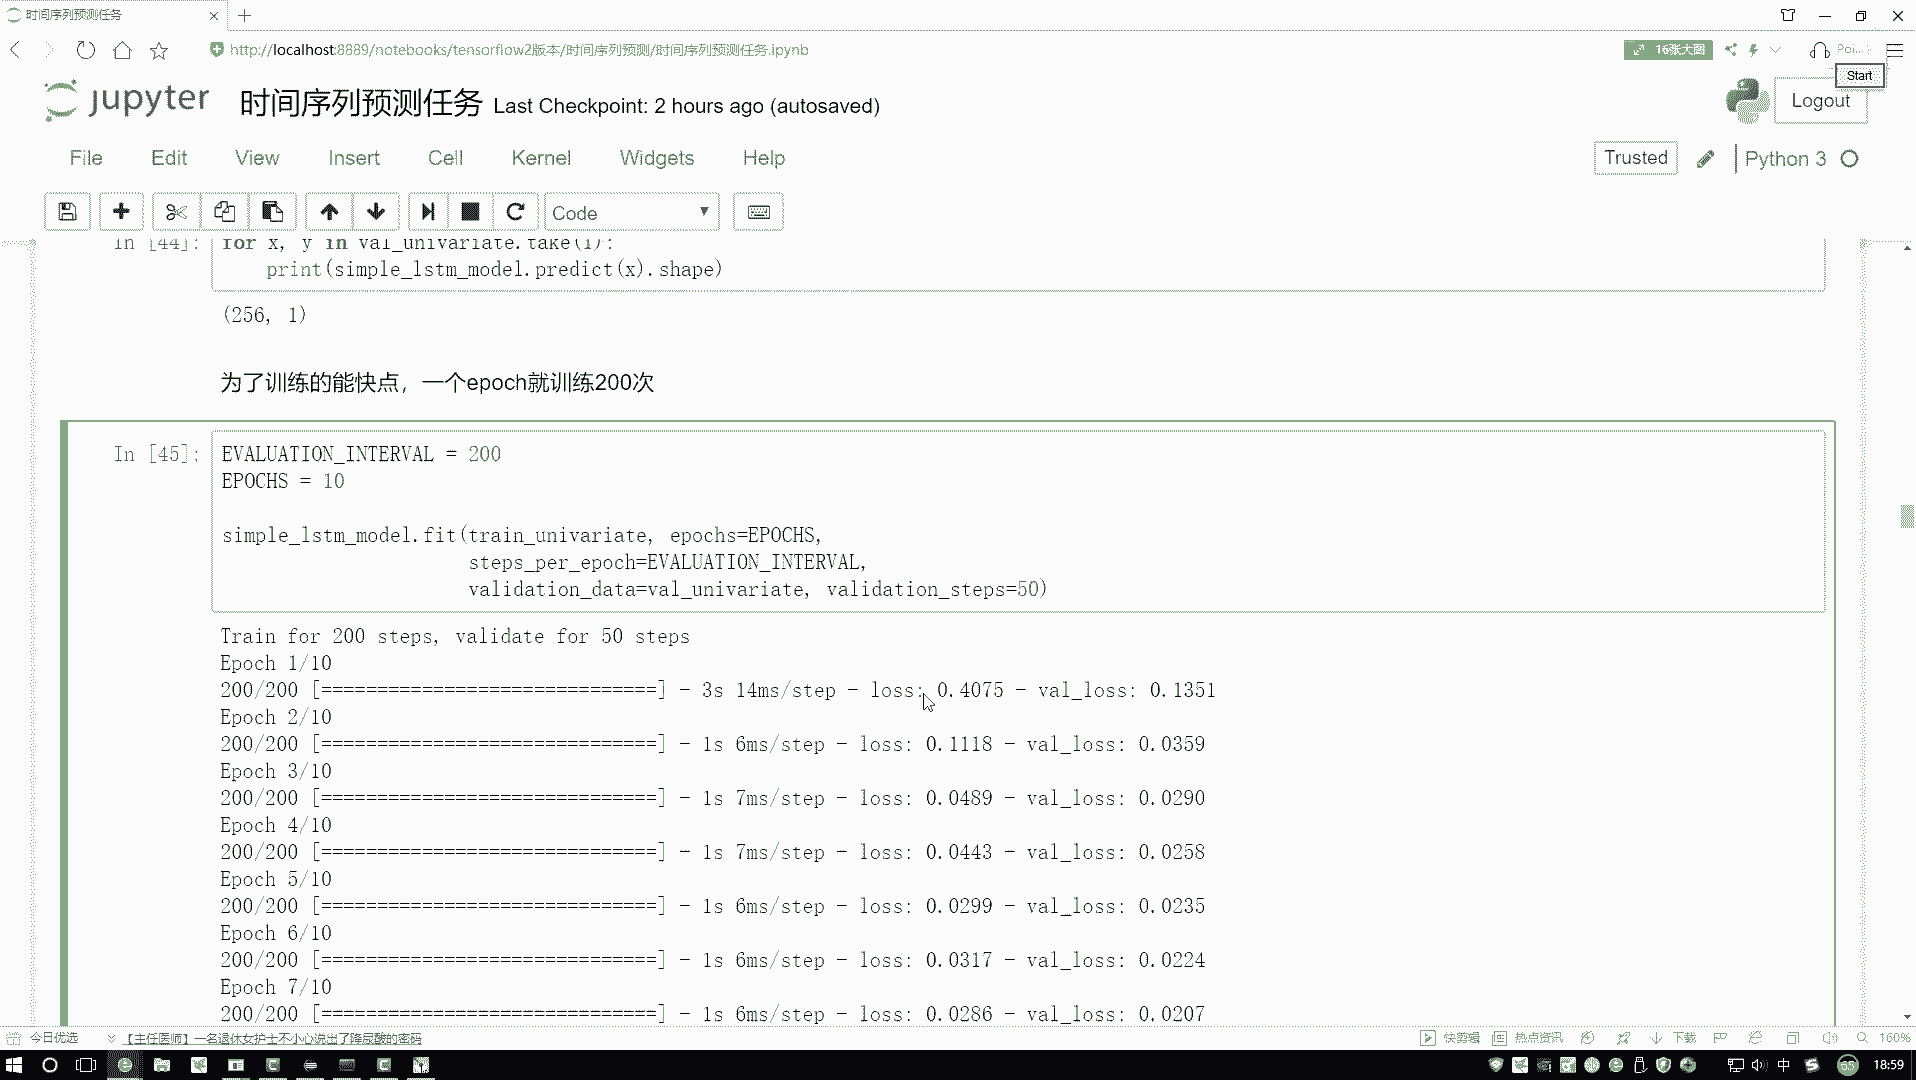 时间序列预测任务
http://localhost:8889/notebooks/tensorflow2版本/时间序列预测/时间序列预测任务.ipynb
16张大图
Start
jupyter 时间序列预测任务 Last Checkpoint: 2 hours ago (autosaved)
Logout
File Edit View Insert Cell Kernel Widgets Help
Trusted
Python 3
Code
In [44]: for x, y in val_univariate.take(1):
print(simple_lstm_model.predict(x).shape)
(256, 1)
为了训练的能快点，一个epoch就训练200次
In [45]: EVALUATION_INTERVAL = 200
EPOCHS = 10
simple_lstm_model.fit(train_univariate, epochs=EPOCHS,
steps_per_epoch=EVALUATION_INTERVAL,
validation_data=val_univariate, validation_steps=50)
Train for 200 steps, validate for 50 steps
Epoch 1/10
200/200 [==============================] - 3s 14ms/step - loss: 0.4075 - val_loss: 0.1351
Epoch 2/10
200/200 [==============================] - 1s 6ms/step - loss: 0.1118 - val_loss: 0.0359
Epoch 3/10
200/200 [==============================] - 1s 7ms/step - loss: 0.0489 - val_loss: 0.0290
Epoch 4/10
200/200 [==============================] - 1s 7ms/step - loss: 0.0443 - val_loss: 0.0258
Epoch 5/10
200/200 [==============================] - 1s 6ms/step - loss: 0.0299 - val_loss: 0.0235
Epoch 6/10
200/200 [==============================] - 1s 6ms/step - loss: 0.0317 - val_loss: 0.0224
Epoch 7/10
200/200 [==============================] - 1s 6ms/step - loss: 0.0286 - val_loss: 0.0207
今日优选 【主任医师】一名退休女护士不小心说出了降尿酸的密码
快剪辑 热点资讯 下载 160%
中 65 18:59